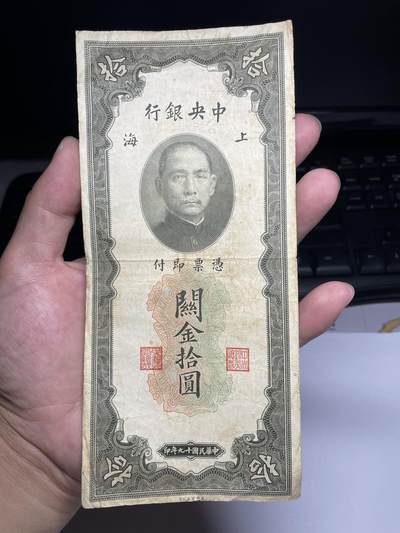 拾 拾
中央銀行
上海
憑票即付
關金拾圓
中華民國十九年印
拾 拾